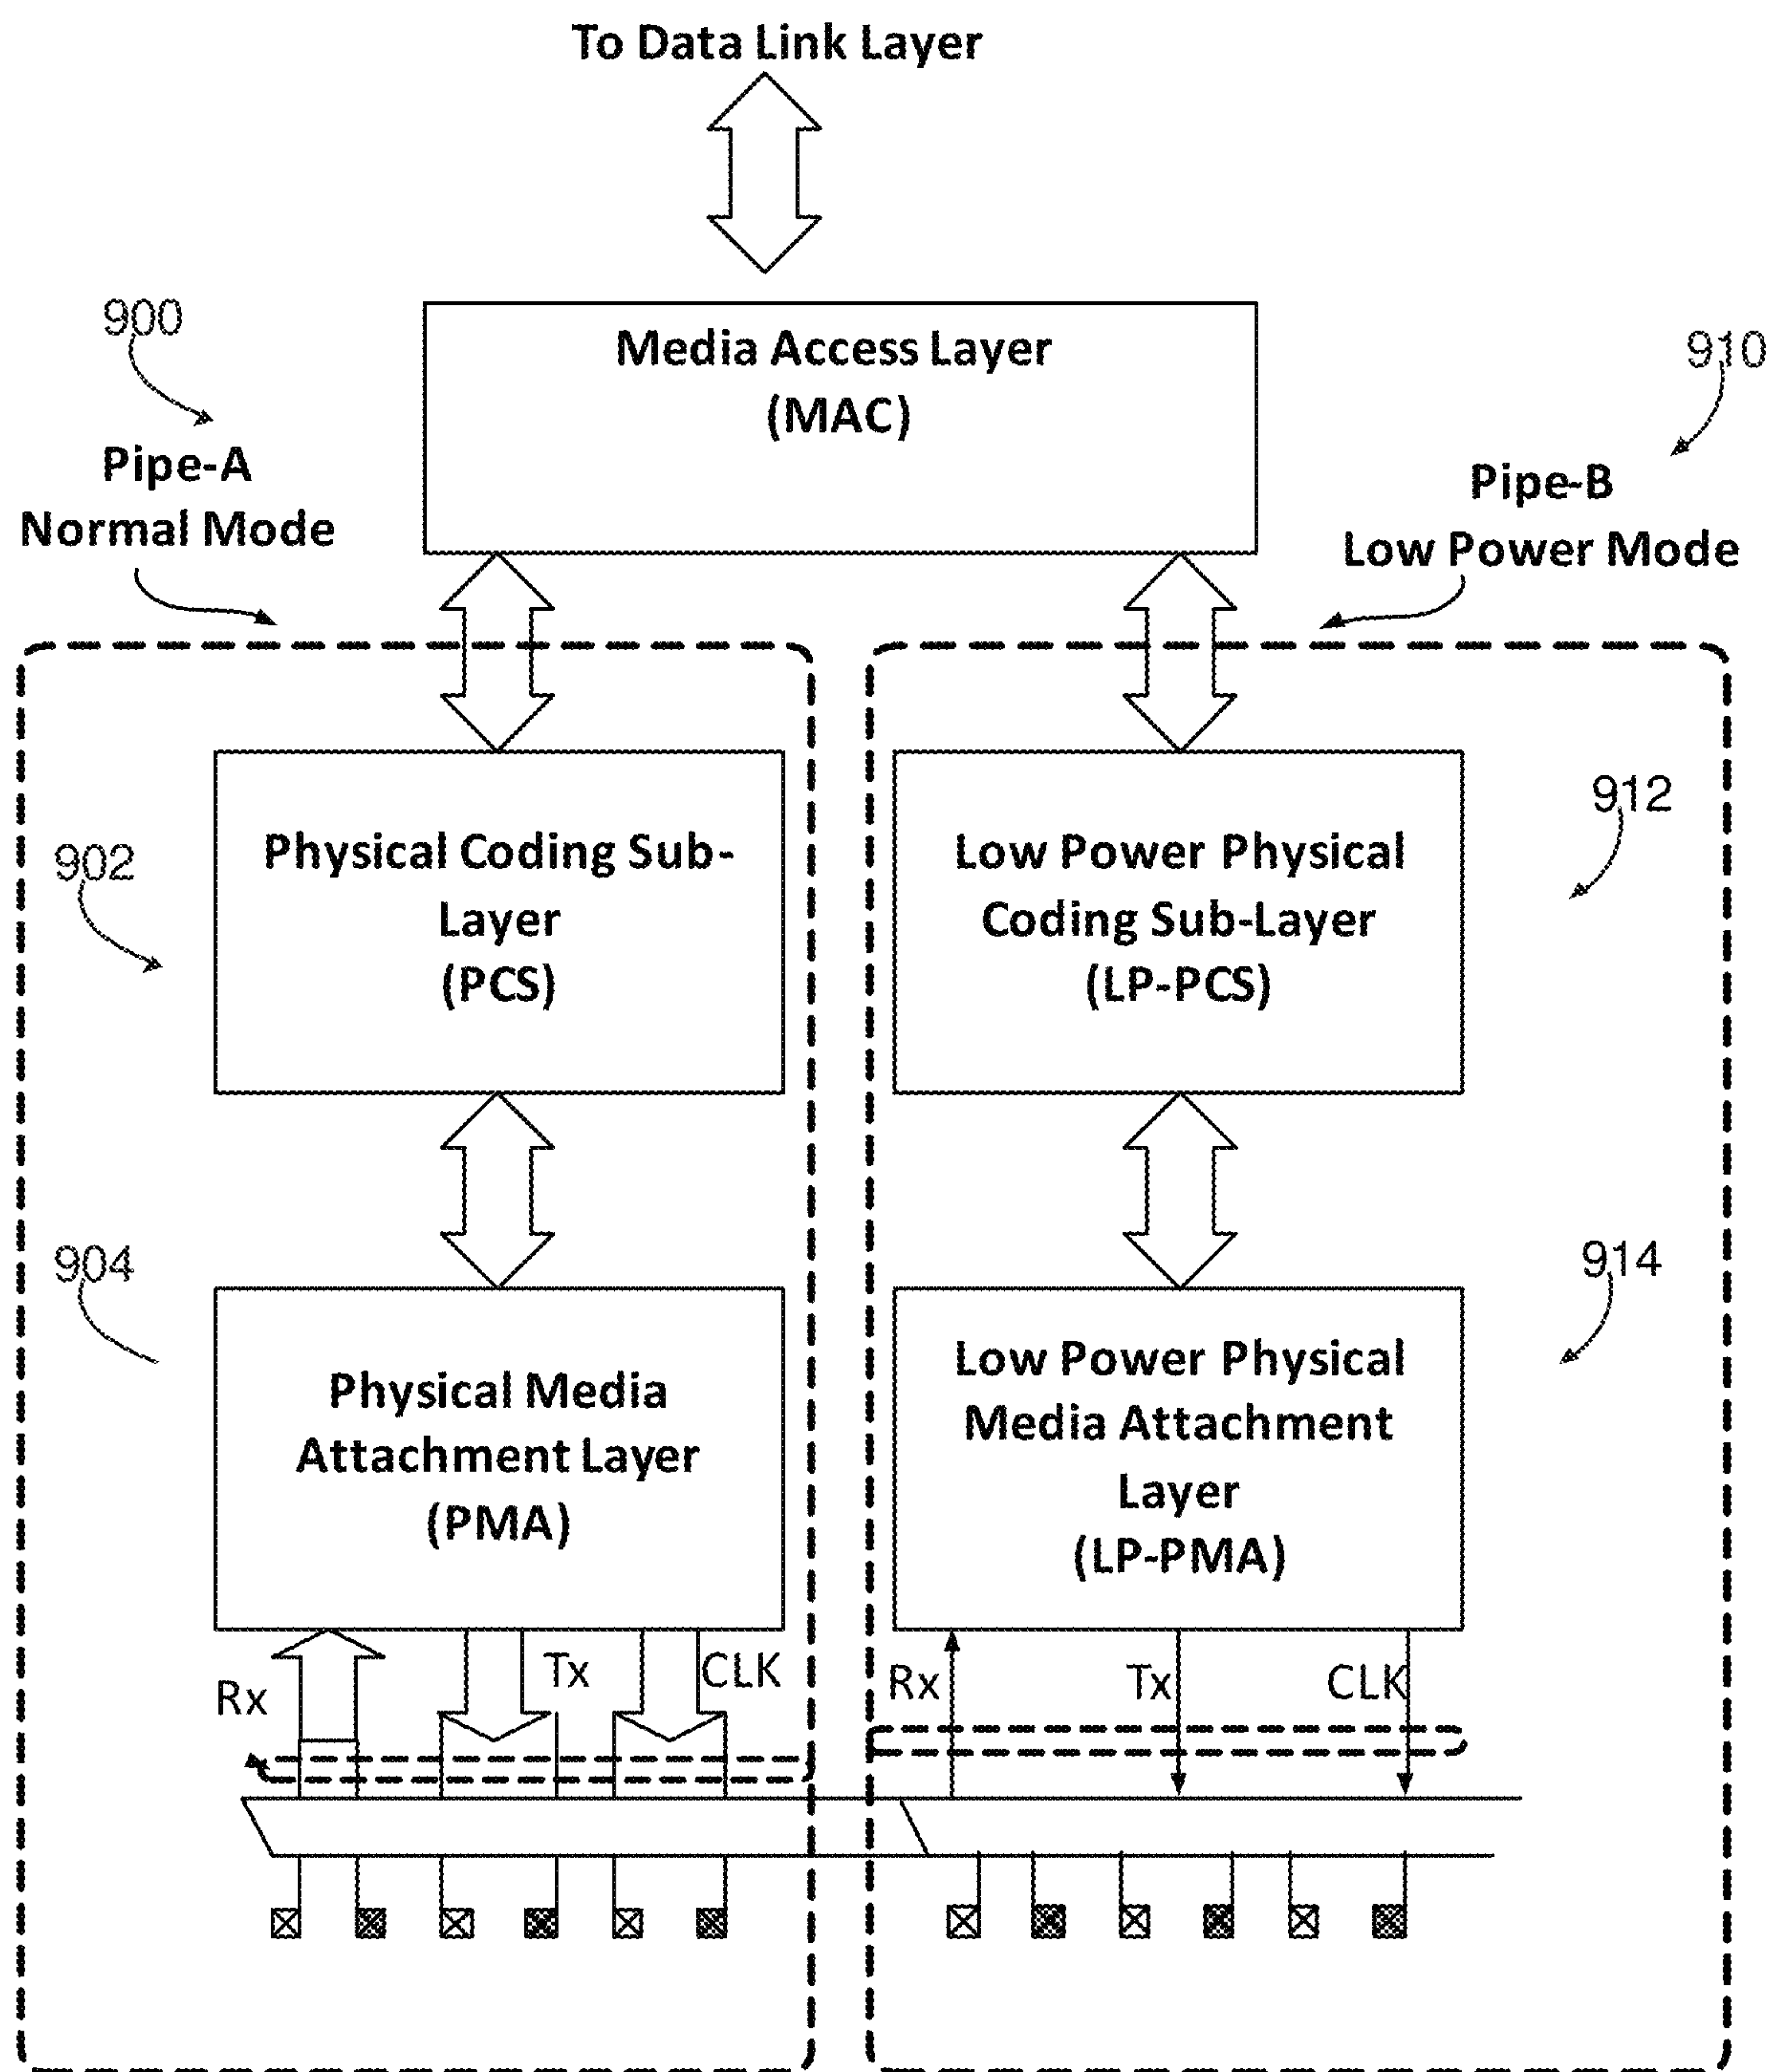 To Data Link Layer
900
Media Access Layer
(MAC)
910
Pipe-A
Normal Mode
Pipe-B
Low Power Mode
902
Physical Coding Sub-
Layer
(PCS)
Low Power Physical
Coding Sub-Layer
(LP-PCS)
912
904
Physical Media
Attachment Layer
(PMA)
Low Power Physical
Media Attachment
Layer
(LP-PMA)
914
Rx
Tx
CLK
Rx
Tx
CLK